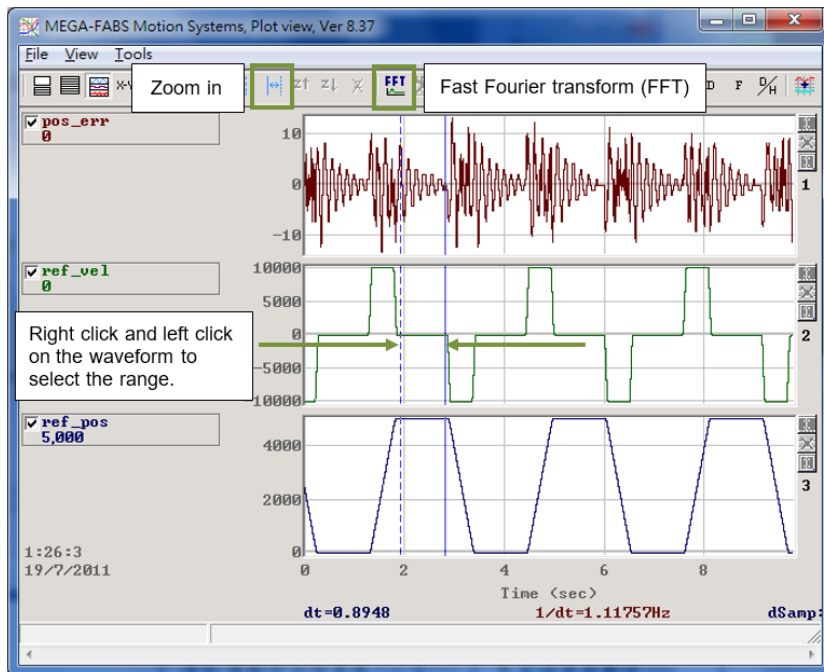 MEGA-FABS Motion Systems, Plot view, Ver 8.37
File View Tools
Zoom in
Z↑ Z↓ X FFT
Fast Fourier transform (FFT)
D F D/H
pos_err
0
10
0
-10
1
ref_vel
0
10000
5000
0
-5000
-10000
2
Right click and left click
on the waveform to
select the range.
ref_pos
5,000
4000
2000
0
3
1:26:3
19/7/2011
0 2 4 6 8
Time (sec)
dt=0.8948 1/dt=1.11757Hz dSamp: